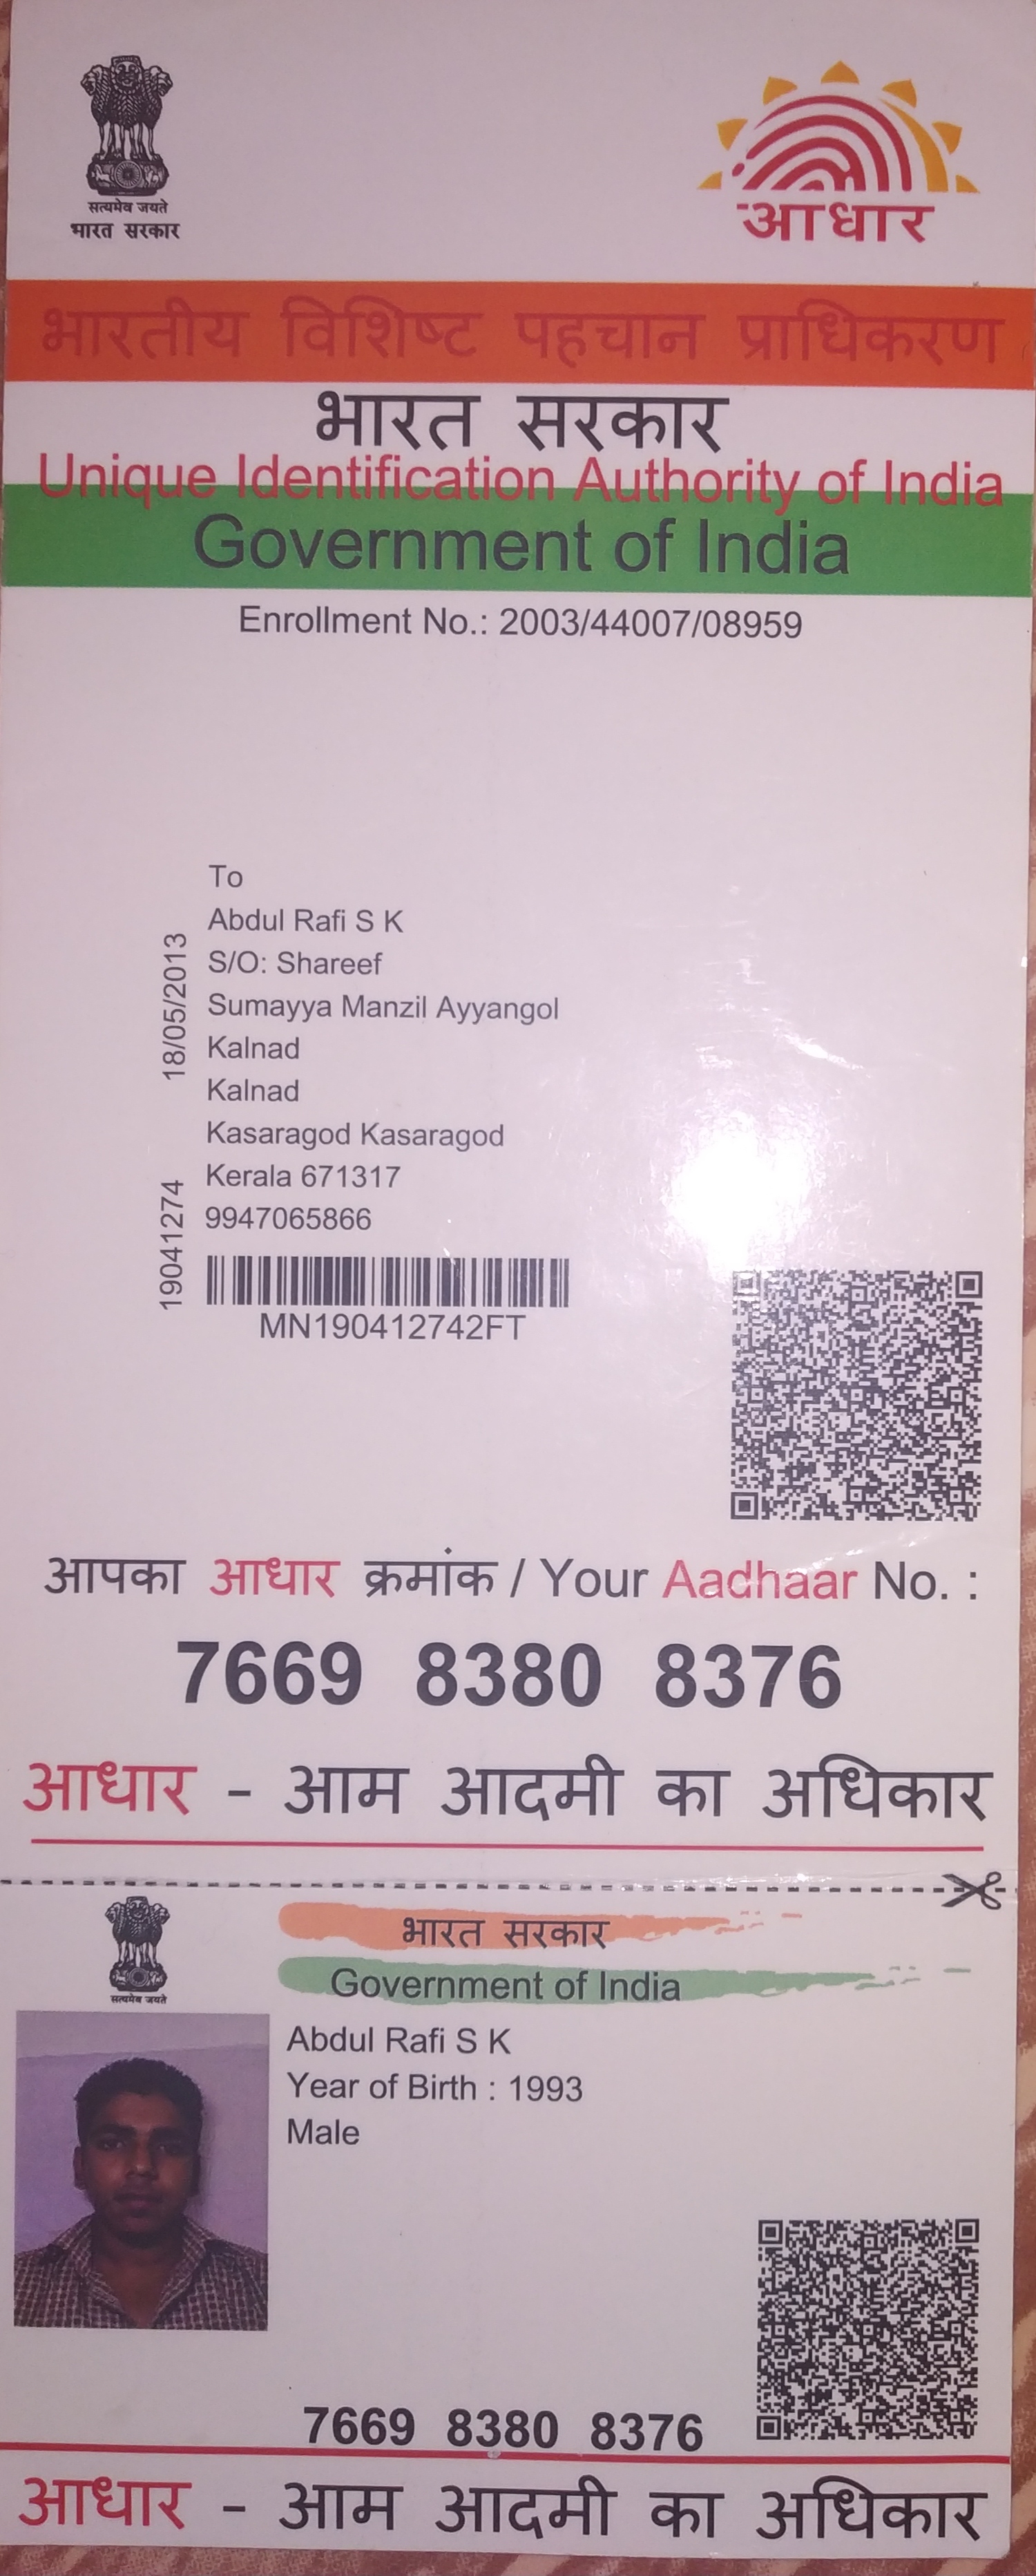 सत्यमेव जयते
भारत सरकार
आधार
भारतीय विशिष्ट पहचान प्राधिकरण
भारत सरकार
Unique Identification Authority of India
Government of India
Enrollment No.: 2003/44007/08959
To
Abdul Rafi S K
S/O: Shareef
Sumayya Manzil Ayyangol
Kalnad
Kalnad
Kasaragod Kasaragod
Kerala 671317
9947065866
18/05/2013
19041274
MN190412742FT
आपका आधार क्रमांक / Your Aadhaar No. :
7669 8380 8376
आधार - आम आदमी का अधिकार
सत्यमेव जयते
भारत सरकार
Government of India
Abdul Rafi S K
Year of Birth : 1993
Male
7669 8380 8376
आधार - आम आदमी का अधिकार